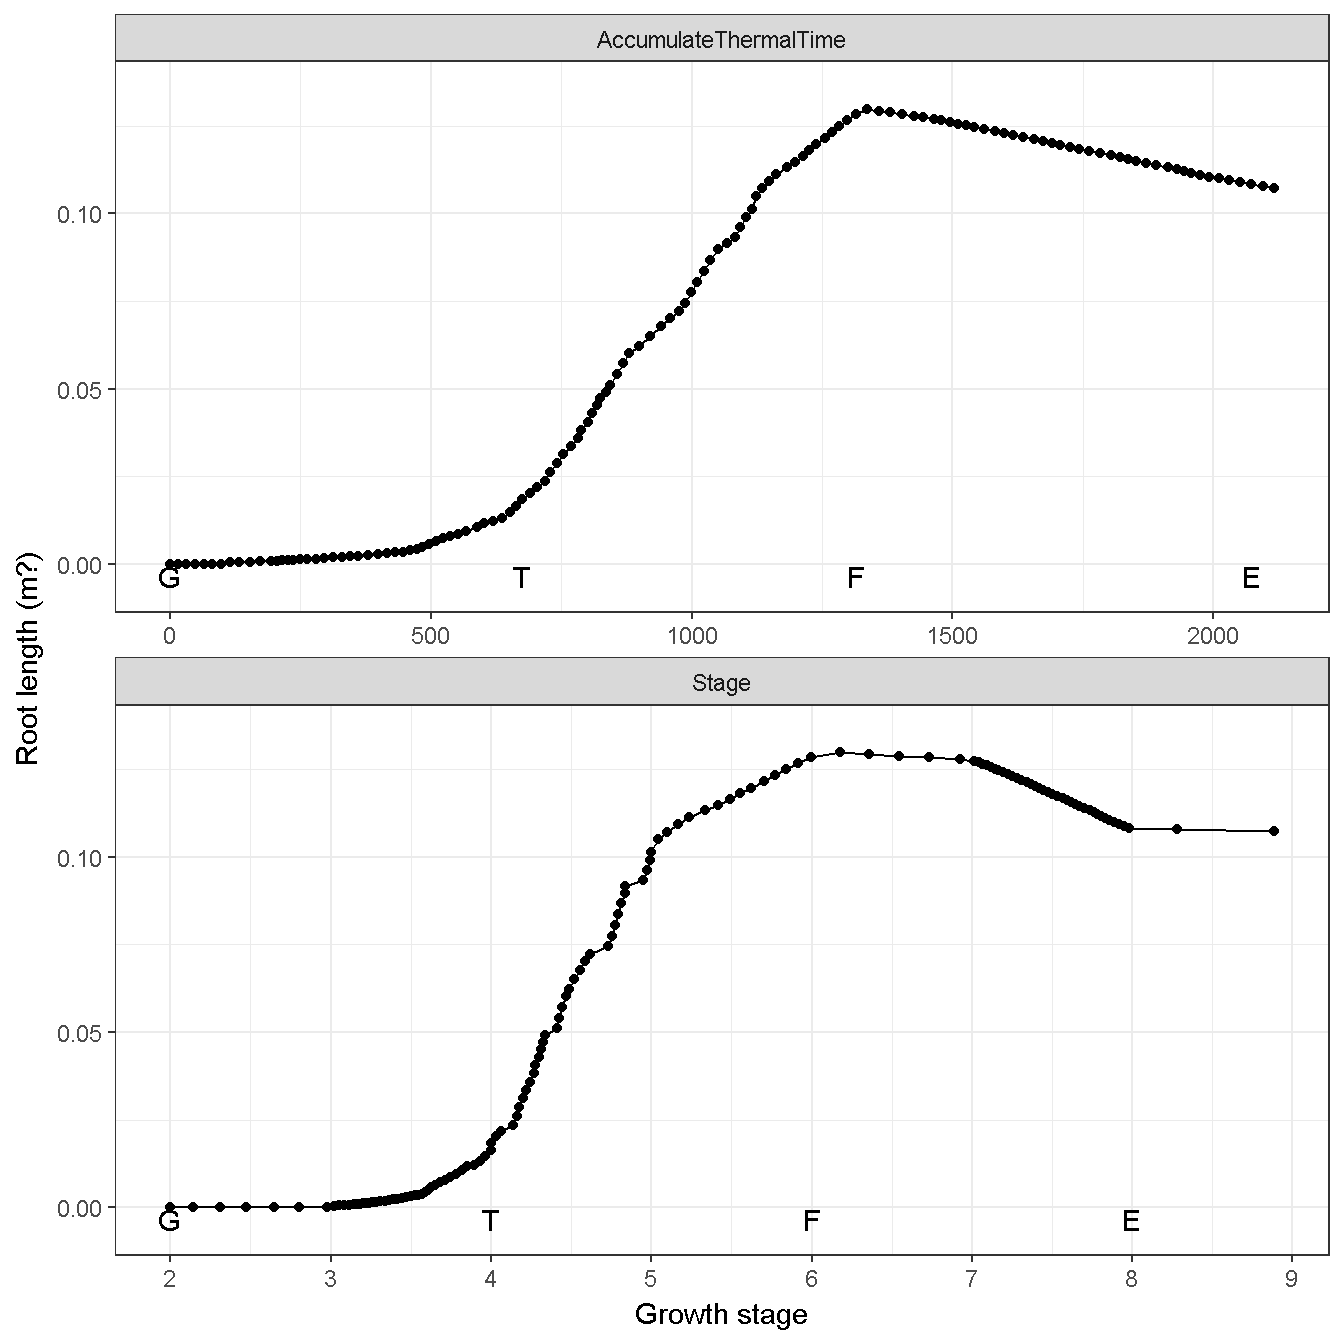 AccumulateThermalTime
0.10
0.05
0.00
G T F E
0 500 1000 1500 2000
Root length (m?)
Stage
0.10
0.05
0.00
G T F E
2 3 4 5 6 7 8 9
Growth stage